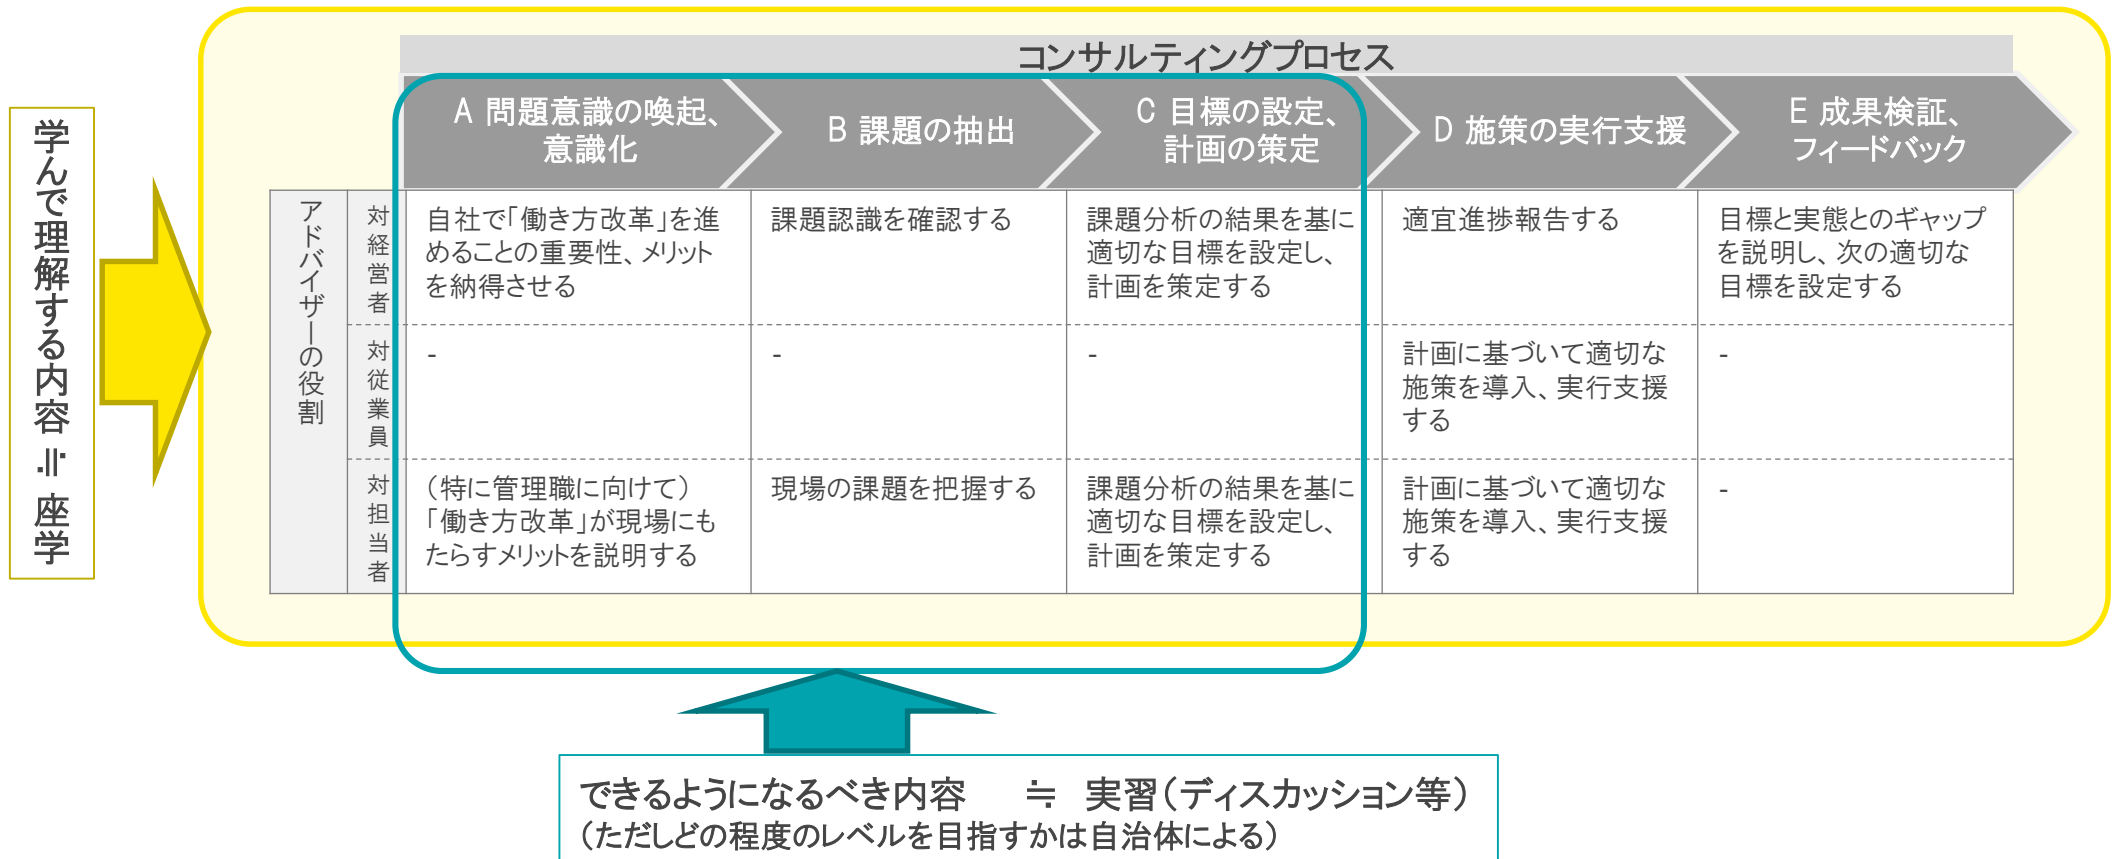 コンサルティングプロセス
A 問題意識の喚起、
意識化
B 課題の抽出
C 目標の設定、
計画の策定
D 施策の実行支援
E 成果検証、
フィードバック
学んで理解する内容 ≒ 座学
アドバイザーの役割
対経営者
自社で「働き方改革」を進
めることの重要性、メリット
を納得させる
課題認識を確認する
課題分析の結果を基に
適切な目標を設定し、
計画を策定する
適宜進捗報告する
目標と実態とのギャップ
を説明し、次の適切な
目標を設定する
対従業員
-
-
-
計画に基づいて適切な
施策を導入、実行支援
する
-
対担当者
（特に管理職に向けて）
「働き方改革」が現場にも
たらすメリットを説明する
現場の課題を把握する
課題分析の結果を基に
適切な目標を設定し、
計画を策定する
計画に基づいて適切な
施策を導入、実行支援
する
-
できるようになるべき内容 ≒ 実習（ディスカッション等）
（ただしどの程度のレベルを目指すかは自治体による）